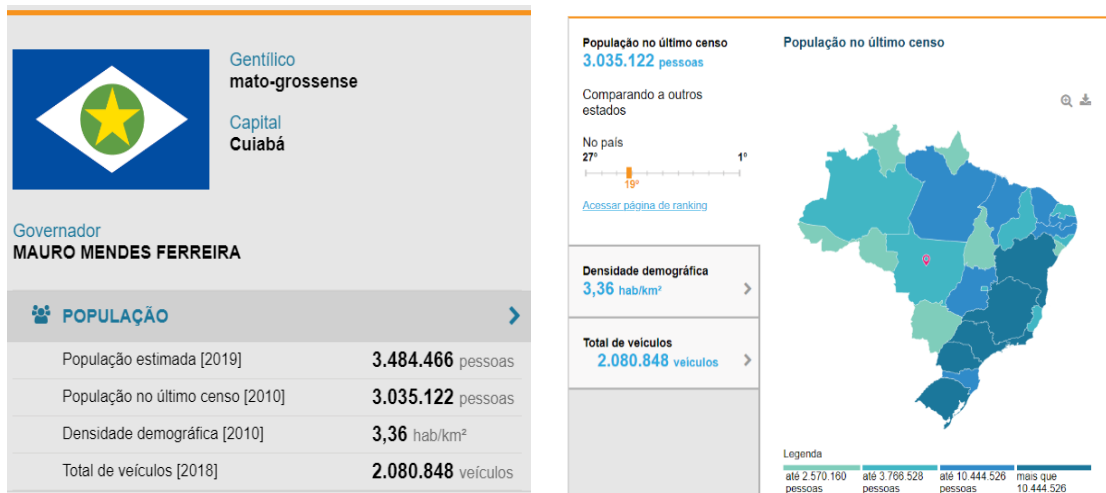 Gentílico
mato-grossense
Capital
Cuiabá
Governador
MAURO MENDES FERREIRA
POPULAÇÃO
População estimada [2019] 3.484.466 pessoas
População no último censo [2010] 3.035.122 pessoas
Densidade demográfica [2010] 3,36 hab/km²
Total de veículos [2018] 2.080.848 veículos
População no último censo
3.035.122 pessoas
Comparando a outros
estados
No país
27º 1º
19º
Acessar página de ranking
Densidade demográfica
3,36 hab/km²
Total de veículos
2.080.848 veículos
População no último censo
Legenda
até 2.570.160 até 3.766.528 até 10.444.526 mais que
pessoas pessoas pessoas 10.444.526